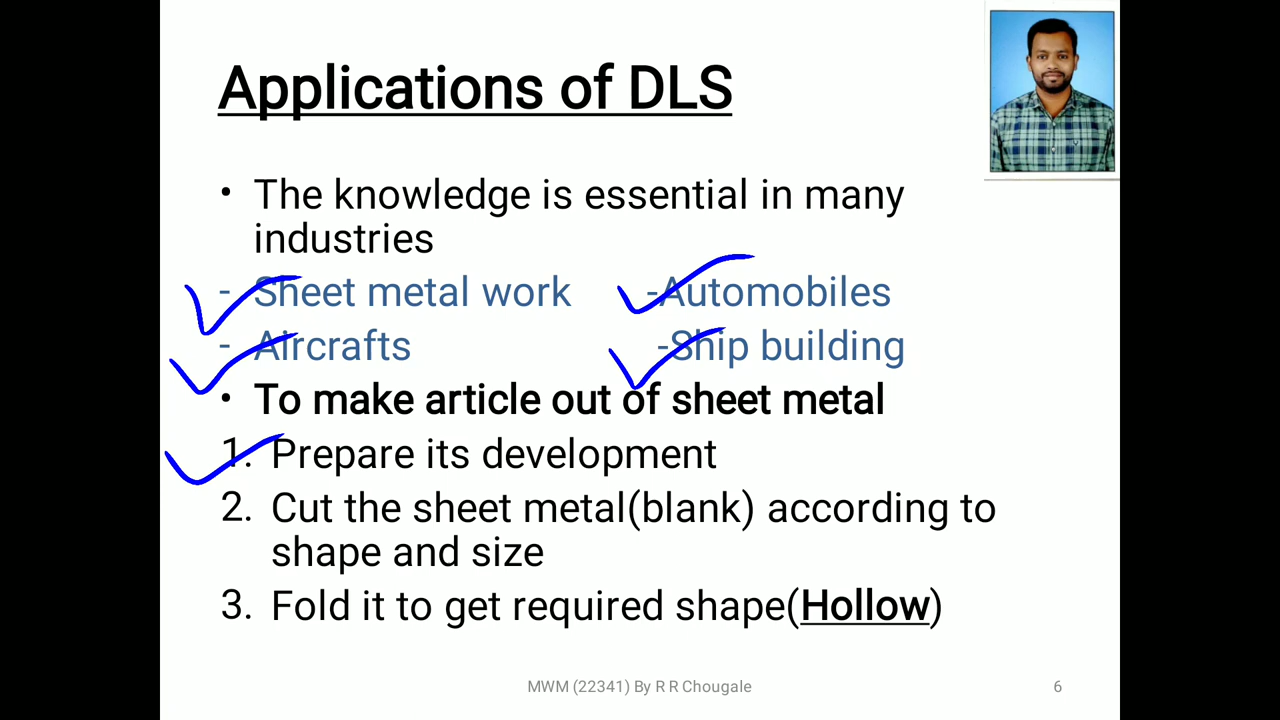 Applications of DLS
• The knowledge is essential in many
industries
- Sheet metal work -Automobiles
- Aircrafts -Ship building
• To make article out of sheet metal
1. Prepare its development
2. Cut the sheet metal(blank) according to
shape and size
3. Fold it to get required shape(Hollow)
MWM (22341) By R R Chougale 6